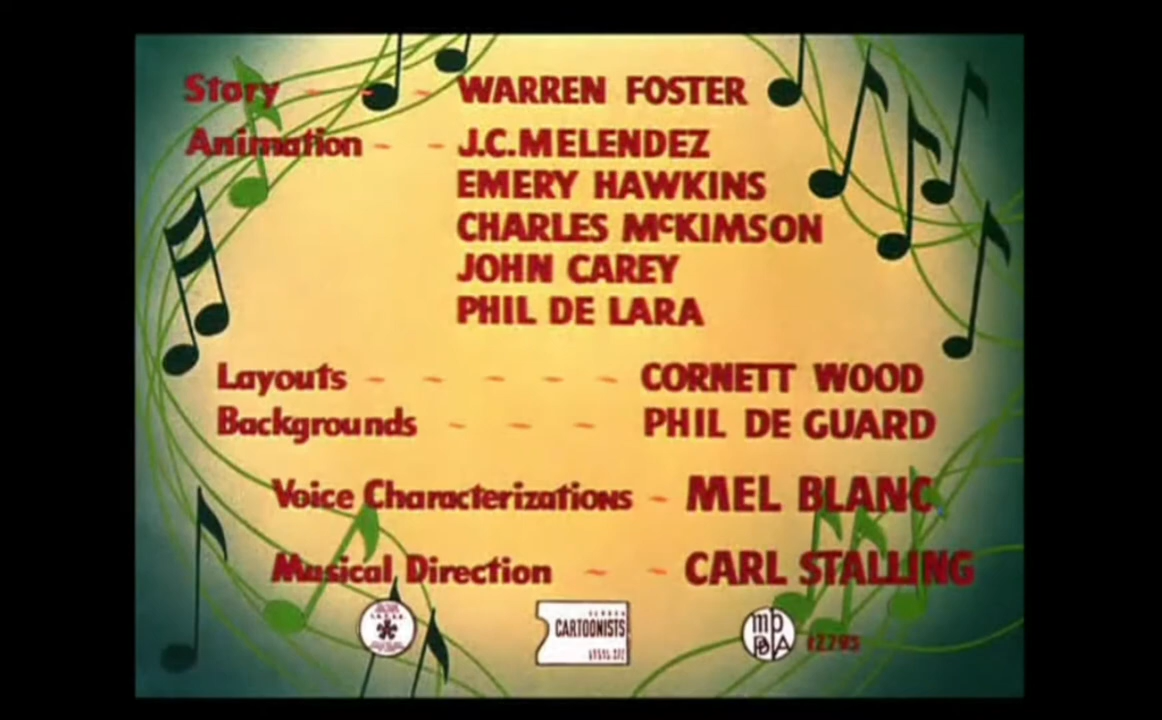 Story - - - WARREN FOSTER
Animation - - J.C. MELENDEZ
EMERY HAWKINS
CHARLES McKIMSON
JOHN CAREY
PHIL DE LARA
Layouts - - - - - CORNETT WOOD
Backgrounds - - - PHIL DE GUARD
Voice Characterizations - MEL BLANC
Musical Direction - - CARL STALLING
SCREEN
CARTOONISTS